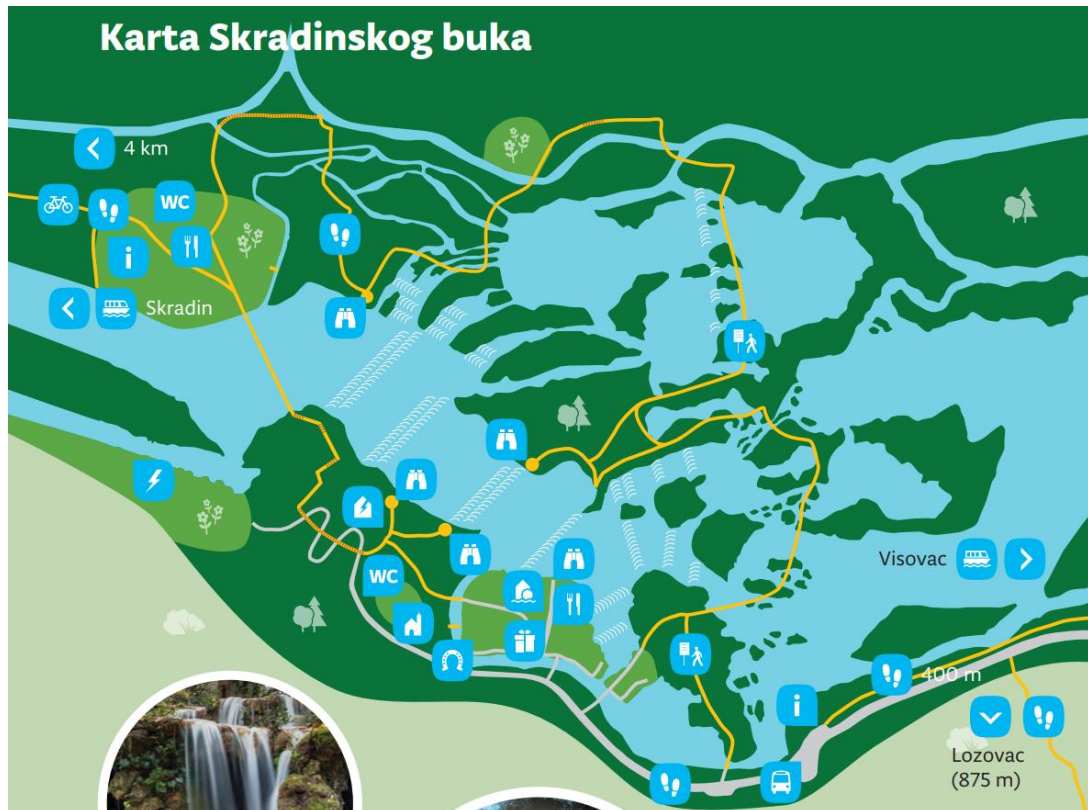 Karta Skradinskog buka
4 km
WC
i
Skradin
WC
Visovac
400 m
i
Lozovac
(875 m)